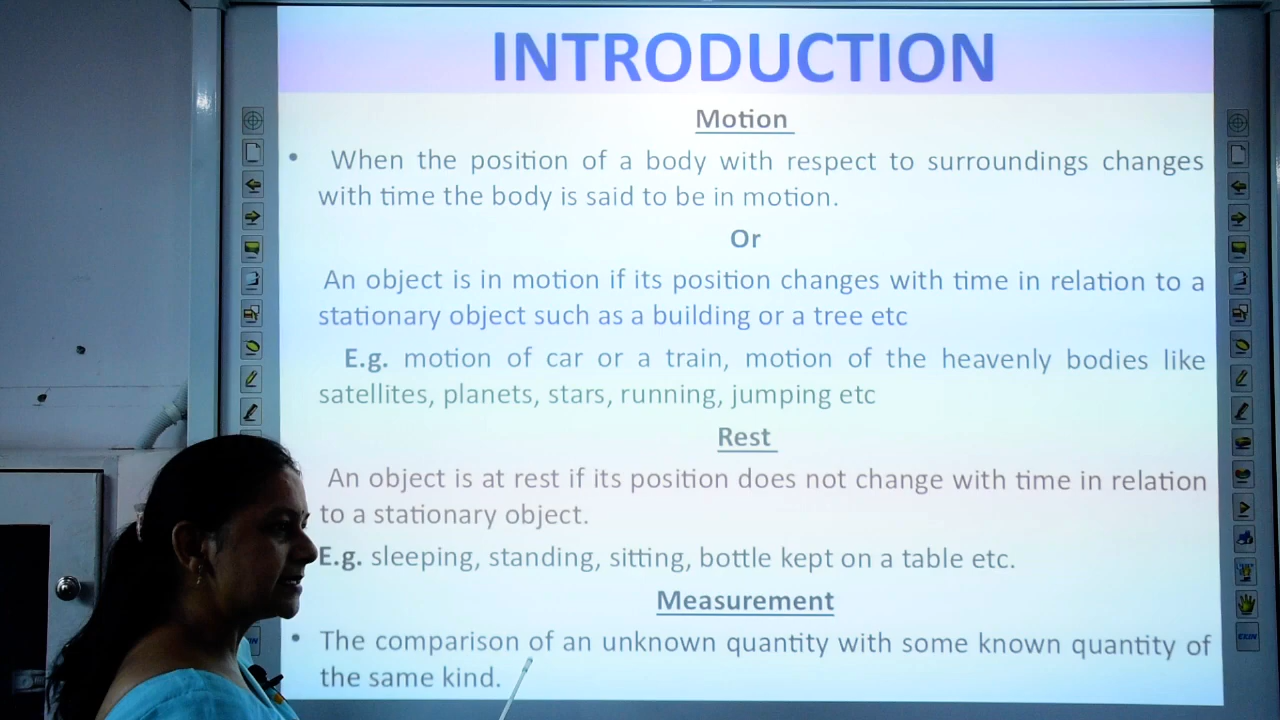 INTRODUCTION
Motion
• When the position of a body with respect to surroundings changes
with time the body is said to be in motion.
Or
An object is in motion if its position changes with time in relation to a
stationary object such as a building or a tree etc
E.g. motion of car or a train, motion of the heavenly bodies like
satellites, planets, stars, running, jumping etc
Rest
An object is at rest if its position does not change with time in relation
to a stationary object.
E.g. sleeping, standing, sitting, bottle kept on a table etc.
Measurement
• The comparison of an unknown quantity with some known quantity of
the same kind.